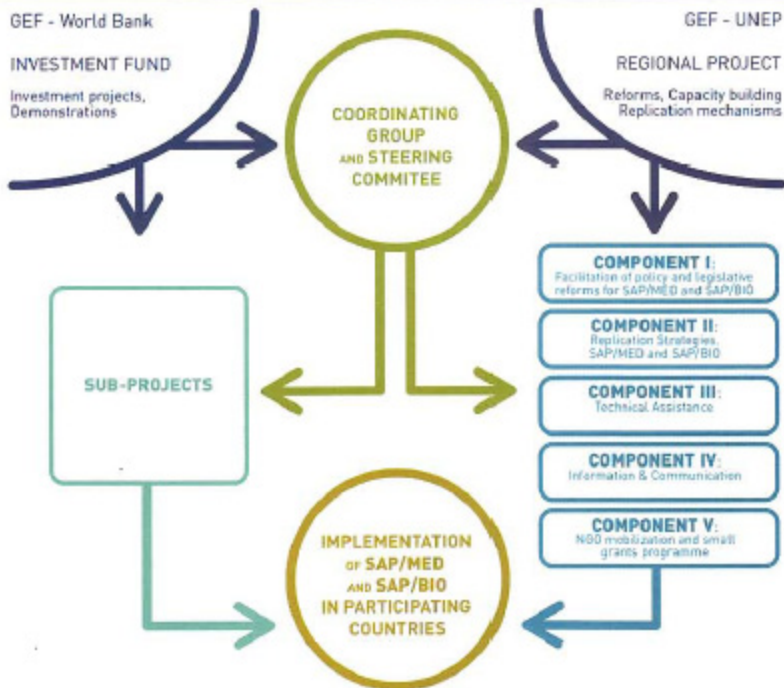 GEF - World Bank
INVESTMENT FUND
Investment projects,
Demonstrations
GEF - UNEP
REGIONAL PROJECT
Reforms, Capacity building
Replication mechanisms
COORDINATING
GROUP
AND STEERING
COMMITEE
COMPONENT I:
Facilitation of policy and legislative
reforms for SAP/MED and SAP/BIO
COMPONENT II:
Replication Strategies,
SAP/MED and SAP/BIO
SUB-PROJECTS
COMPONENT III:
Technical Assistance
COMPONENT IV:
Information & Communication
COMPONENT V:
NGO mobilization and small
grants programme
IMPLEMENTATION
OF SAP/MED
AND SAP/BIO
IN PARTICIPATING
COUNTRIES